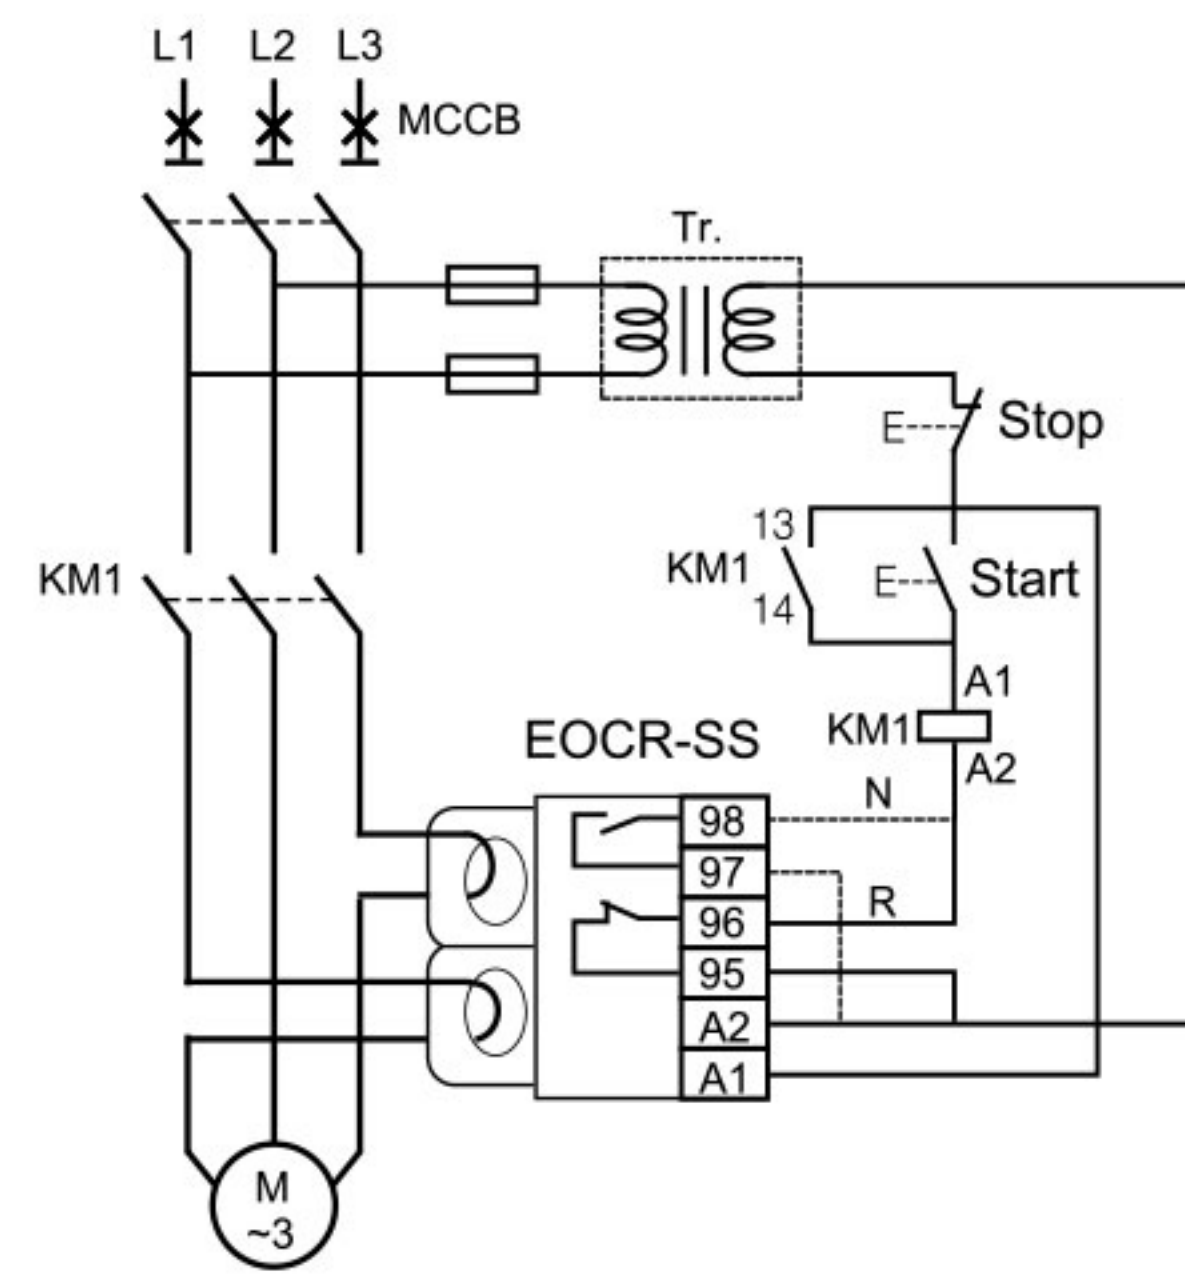 L1 L2 L3
MCCB
Tr.
E Stop
13
KM1
14
E Start
KM1
A1
KM1
A2
EOCR-SS
N
98
97
R
96
95
A2
A1
M
~3